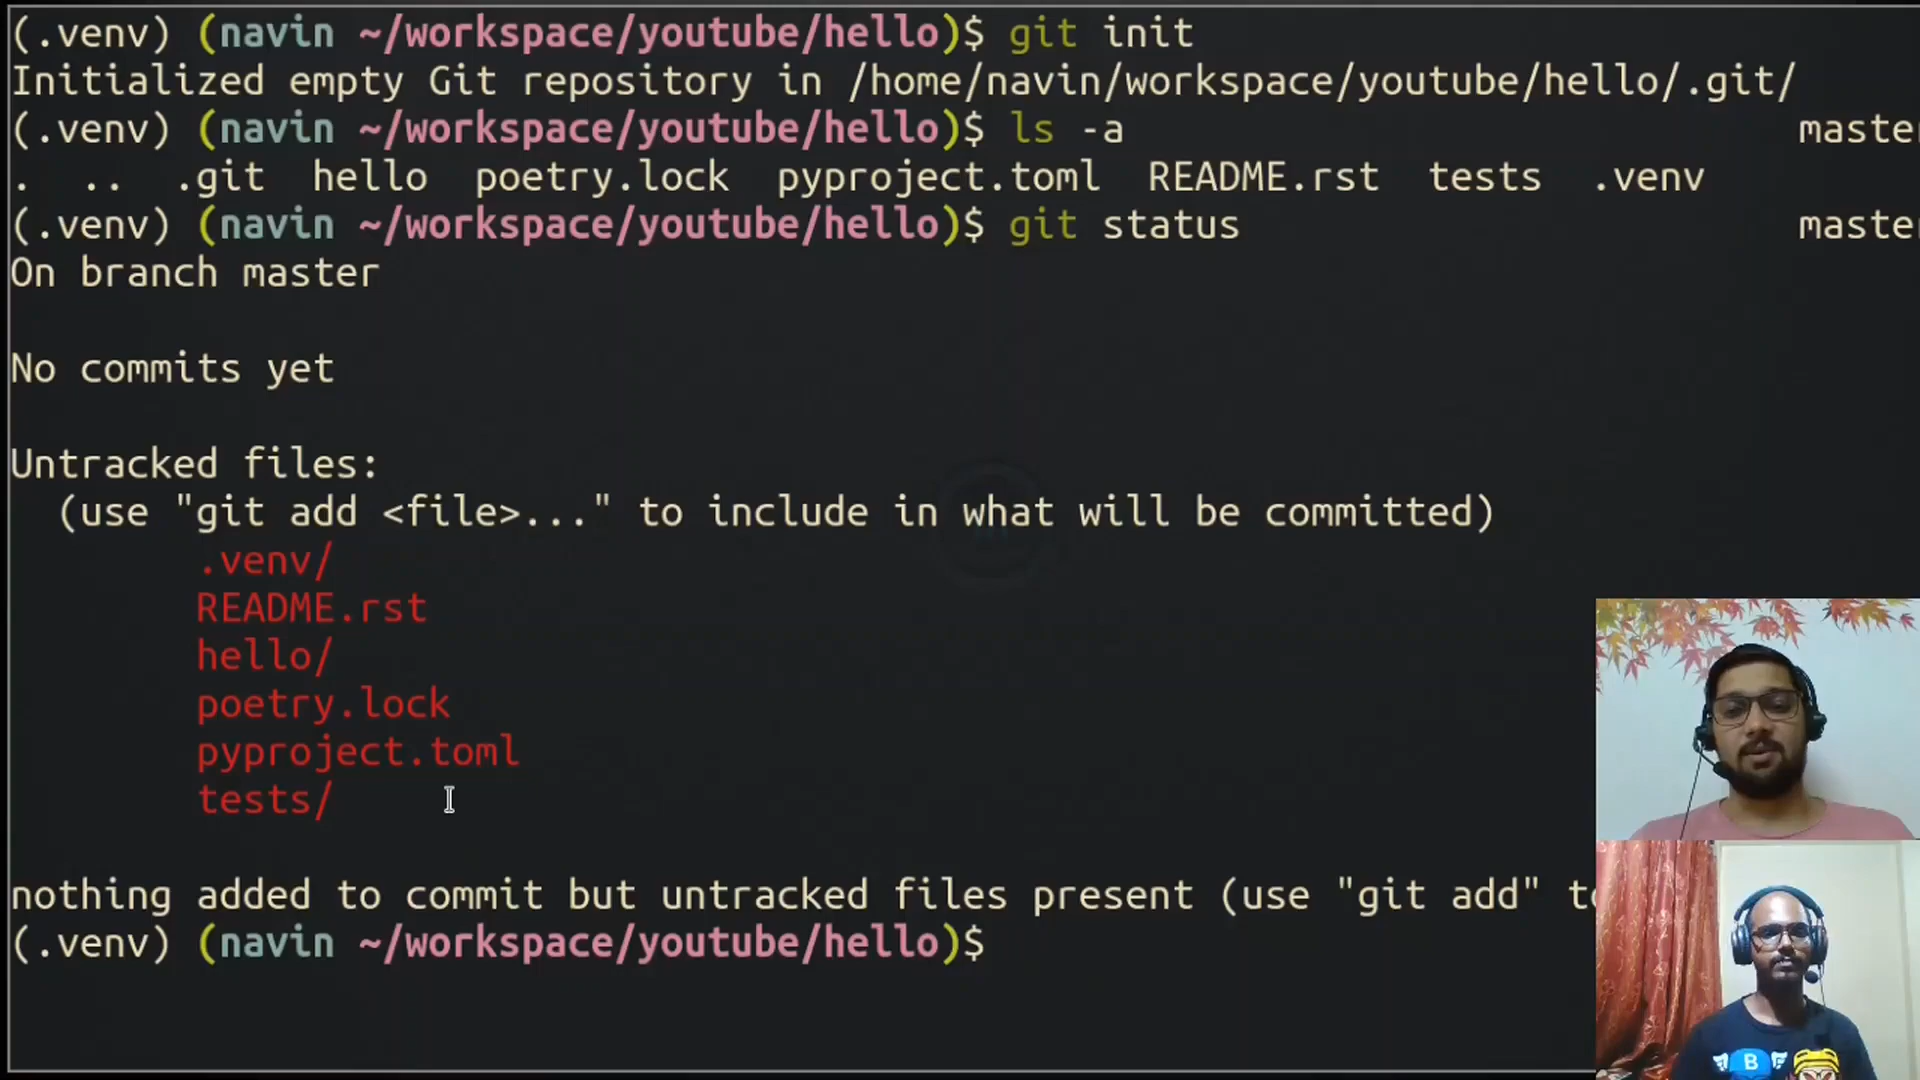 (.venv) (navin ~/workspace/youtube/hello)$ git init
Initialized empty Git repository in /home/navin/workspace/youtube/hello/.git/
(.venv) (navin ~/workspace/youtube/hello)$ ls -a master
. .. .git hello poetry.lock pyproject.toml README.rst tests .venv
(.venv) (navin ~/workspace/youtube/hello)$ git status master
On branch master
No commits yet
Untracked files:
(use "git add <file>..." to include in what will be committed)
.venv/
README.rst
hello/
poetry.lock
pyproject.toml
tests/
nothing added to commit but untracked files present (use "git add" to
(.venv) (navin ~/workspace/youtube/hello)$
B